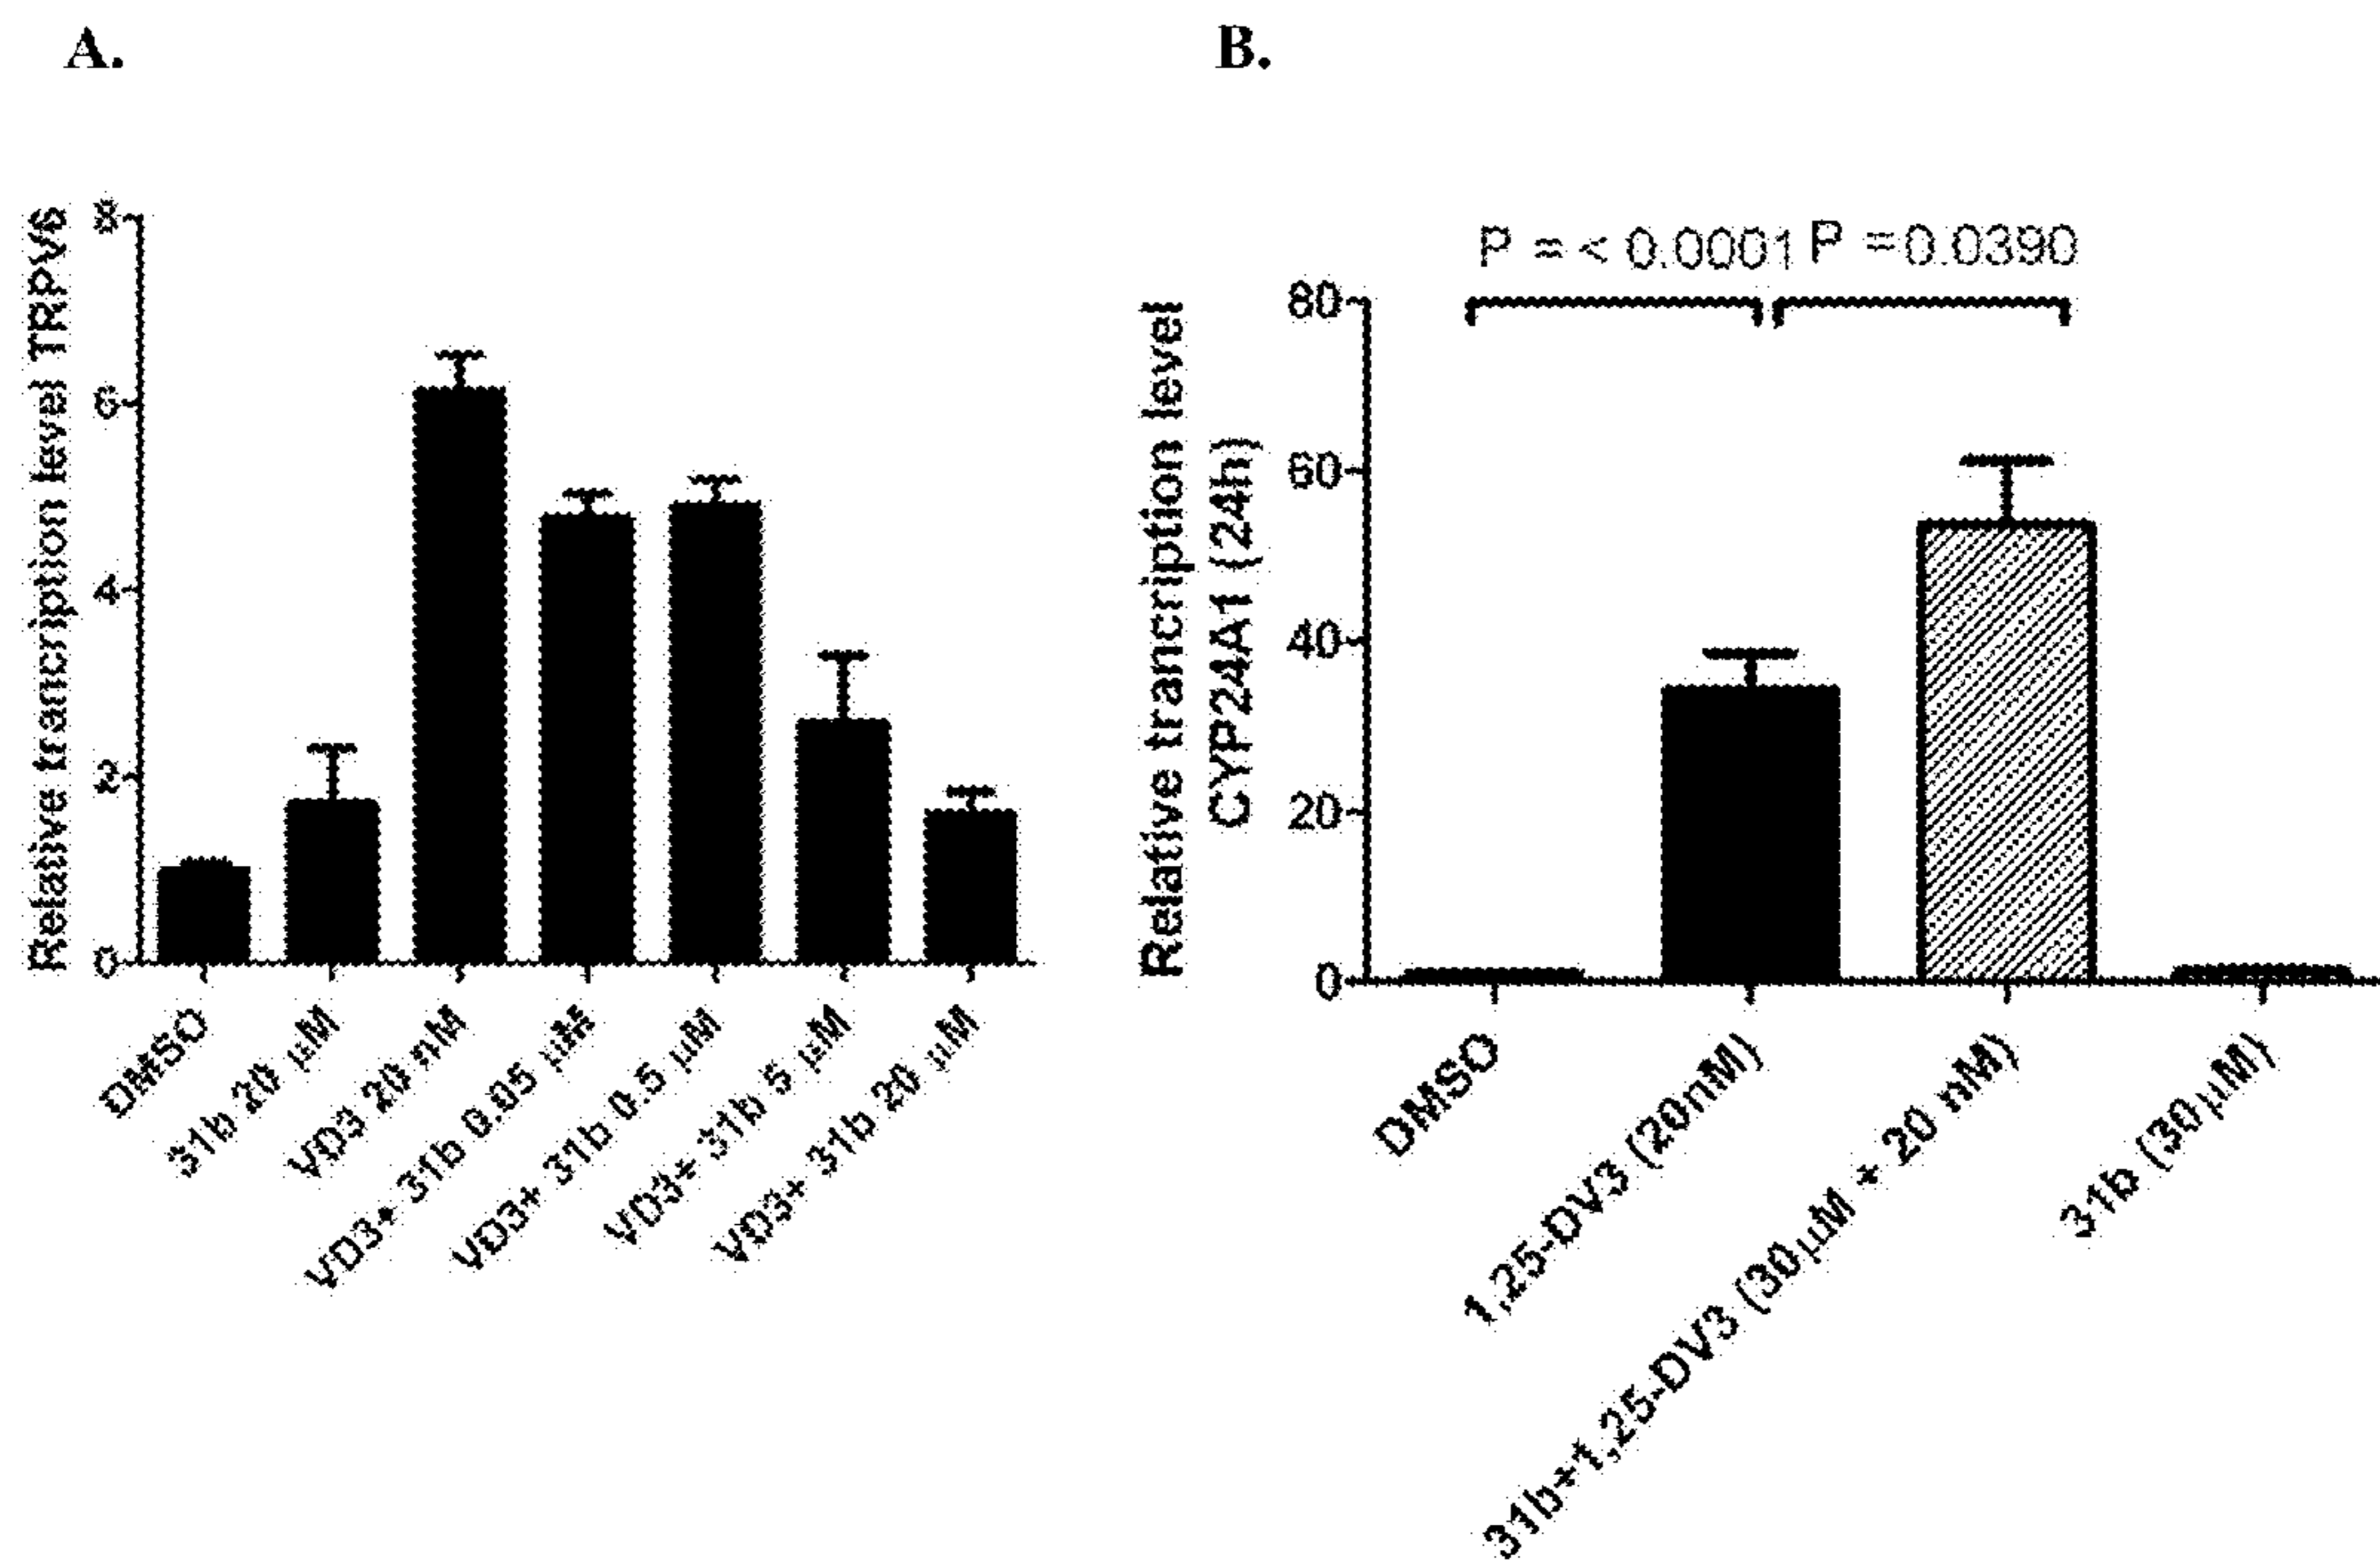 A.
Relative trancription level TRPV6
8
6
4
2
0
DMSO
31b 20 μM
VD3 20 nM
VD3+ 31b 0.05 μM
VD3+ 31b 0.5 μM
VD3+ 31b 5 μM
VD3+ 31b 20 μM
B.
P = < 0.0001 P =0.0390
Relative trancription level
CYP24A1 (24h)
80
60
40
20
0
DMSO
1,25-DV3 (20nM)
31b+1,25-DV3 (30μM + 20 nM)
31b (30μM)